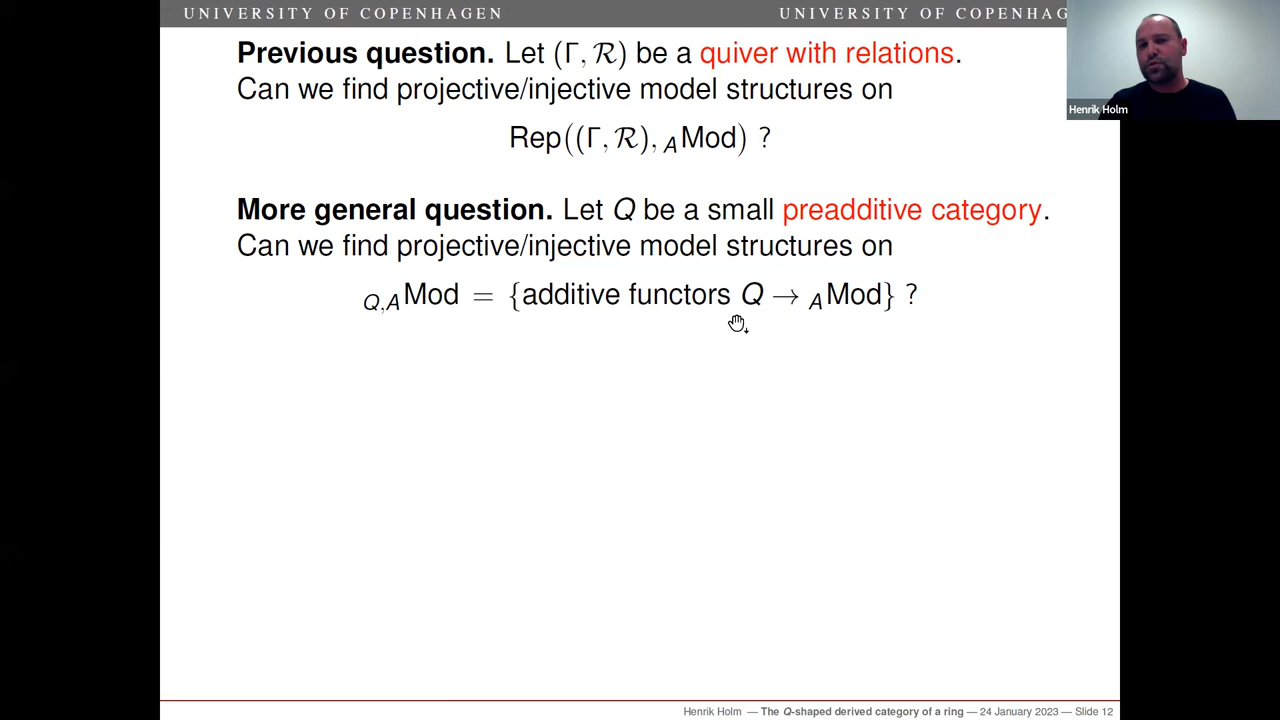 UNIVERSITY OF COPENHAGEN UNIVERSITY OF COPENHAG
Previous question. Let (Γ, ℛ) be a quiver with relations.
Can we find projective/injective model structures on
Rep((Γ, ℛ), ₐMod) ?
More general question. Let Q be a small preadditive category.
Can we find projective/injective model structures on
Q,AMod = {additive functors Q → AMod} ?
Henrik Holm
Henrik Holm — The Q-shaped derived category of a ring — 24 January 2023 — Slide 12